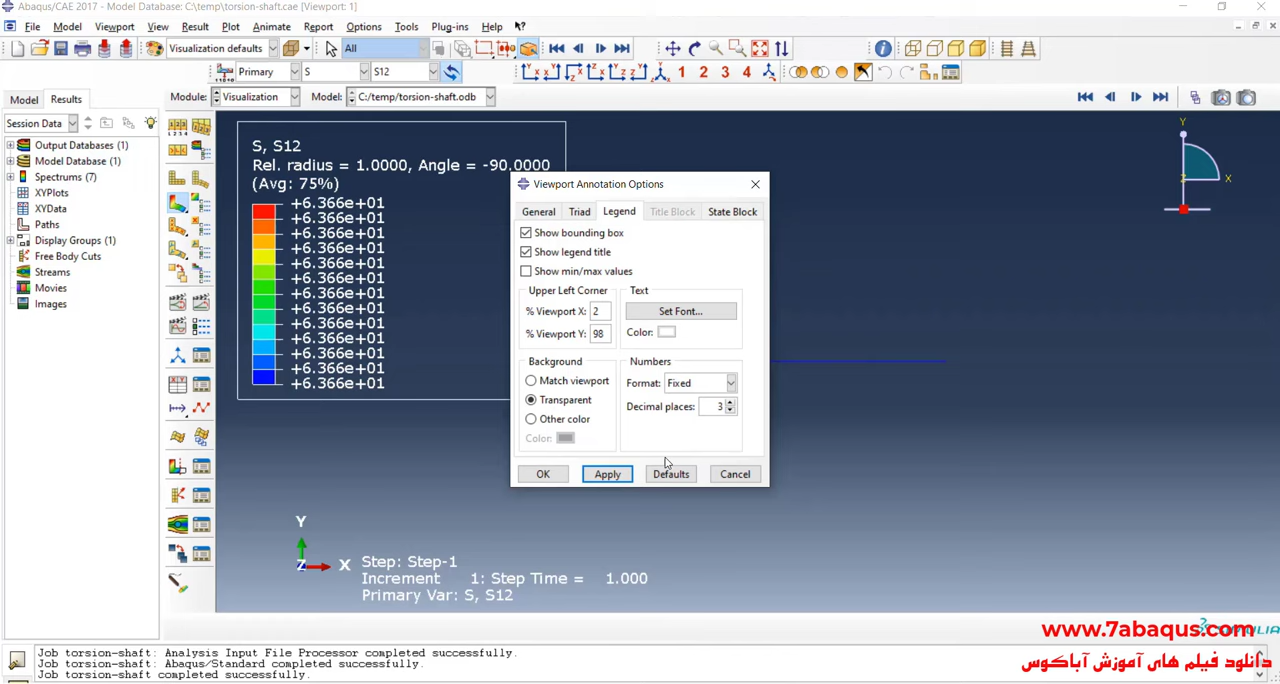 Abaqus/CAE 2017 - Model Database: C:\temp\torsion-shaft.cae [Viewport: 1]
File Model Viewport View Result Plot Animate Report Options Tools Plug-ins Help
Visualization defaults All
Primary S S12 1 2 3 4
Model Results Module: Visualization Model: C:/temp/torsion-shaft.odb
Session Data
Output Databases (1)
Model Database (1)
Spectrums (7)
XYPlots
XYData
Paths
Display Groups (1)
Free Body Cuts
Streams
Movies
Images
S, S12
Rel. radius = 1.0000, Angle = -90.0000
(Avg: 75%)
+6.366e+01
+6.366e+01
+6.366e+01
+6.366e+01
+6.366e+01
+6.366e+01
+6.366e+01
+6.366e+01
+6.366e+01
+6.366e+01
+6.366e+01
+6.366e+01
+6.366e+01
Y
Z X
Viewport Annotation Options
General Triad Legend Title Block State Block
Show bounding box
Show legend title
Show min/max values
Upper Left Corner
% Viewport X: 2
% Viewport Y: 98
Text
Set Font...
Color:
Background
Match viewport
Transparent
Other color
Color:
Numbers
Format: Fixed
Decimal places: 3
OK Apply Defaults Cancel
Y
Z X
Step: Step-1
Increment 1: Step Time = 1.000
Primary Var: S, S12
www.7abaqus.com
دانلود فیلم های آموزش آباکوس
Job torsion-shaft: Analysis Input File Processor completed successfully.
Job torsion-shaft: Abaqus/Standard completed successfully.
Job torsion-shaft completed successfully.